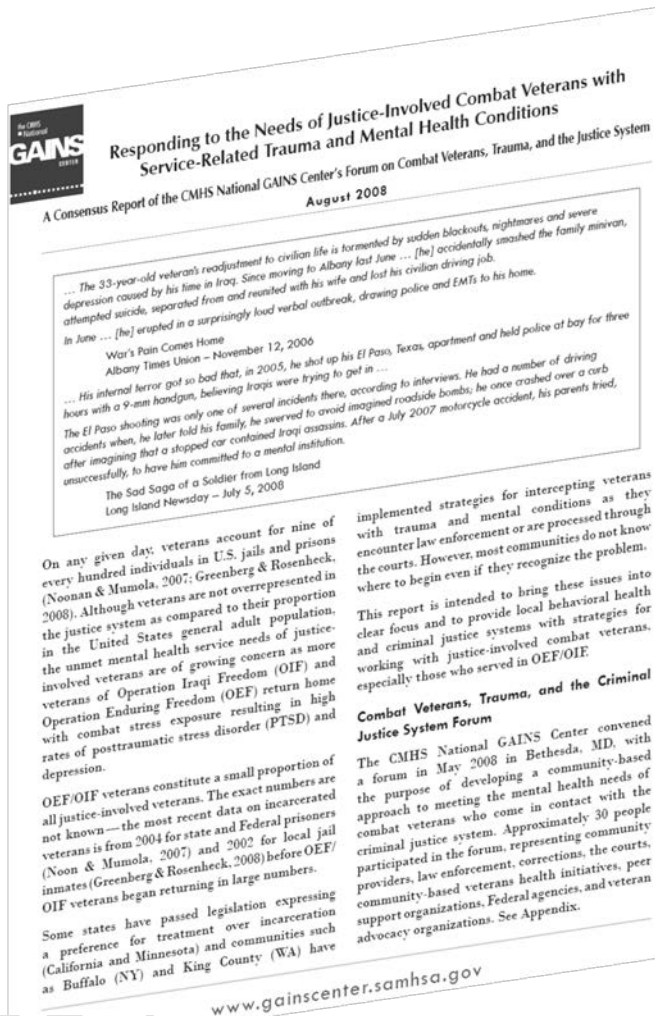 the CMHS
National
GAINS
CENTER
Responding to the Needs of Justice-Involved Combat Veterans with
Service-Related Trauma and Mental Health Conditions
A Consensus Report of the CMHS National GAINS Center's Forum on Combat Veterans, Trauma, and the Justice System
August 2008
... The 33-year-old veteran's readjustment to civilian life is tormented by sudden blackouts, nightmares and severe
depression caused by his time in Iraq. Since moving to Albany last June ... [he] accidentally smashed the family minivan,
attempted suicide, separated from and reunited with his wife and lost his civilian driving job.
In June ... [he] erupted in a surprisingly loud verbal outbreak, drawing police and EMTs to his home.
War's Pain Comes Home
Albany Times Union – November 12, 2006
... His internal terror got so bad that, in 2005, he shot up his El Paso, Texas, apartment and held police at bay for three
hours with a 9-mm handgun, believing Iraqis were trying to get in ...
The El Paso shooting was only one of several incidents there, according to interviews. He had a number of driving
accidents when, he later told his family, he swerved to avoid imagined roadside bombs; he once crashed over a curb
after imagining that a stopped car contained Iraqi assassins. After a July 2007 motorcycle accident, his parents tried,
unsuccessfully, to have him committed to a mental institution.
The Sad Saga of a Soldier from Long Island
Long Island Newsday – July 5, 2008
On any given day, veterans account for nine of
every hundred individuals in U.S. jails and prisons
(Noonan & Mumola, 2007; Greenberg & Rosenheck,
2008). Although veterans are not overrepresented in
the justice system as compared to their proportion
in the United States general adult population,
the unmet mental health service needs of justice-
involved veterans are of growing concern as more
veterans of Operation Iraqi Freedom (OIF) and
Operation Enduring Freedom (OEF) return home
with combat stress exposure resulting in high
rates of posttraumatic stress disorder (PTSD) and
depression.
OEF/OIF veterans constitute a small proportion of
all justice-involved veterans. The exact numbers are
not known — the most recent data on incarcerated
veterans is from 2004 for state and Federal prisoners
(Noon & Mumola, 2007) and 2002 for local jail
inmates (Greenberg & Rosenheck, 2008) before OEF/
OIF veterans began returning in large numbers.
Some states have passed legislation expressing
a preference for treatment over incarceration
(California and Minnesota) and communities such
as Buffalo (NY) and King County (WA) have
implemented strategies for intercepting veterans
with trauma and mental conditions as they
encounter law enforcement or are processed through
the courts. However, most communities do not know
where to begin even if they recognize the problem.
This report is intended to bring these issues into
clear focus and to provide local behavioral health
and criminal justice systems with strategies for
working with justice-involved combat veterans,
especially those who served in OEF/OIF.
Combat Veterans, Trauma, and the Criminal
Justice System Forum
The CMHS National GAINS Center convened
a forum in May 2008 in Bethesda, MD, with
the purpose of developing a community-based
approach to meeting the mental health needs of
combat veterans who come in contact with the
criminal justice system. Approximately 30 people
participated in the forum, representing community
providers, law enforcement, corrections, the courts,
community-based veterans health initiatives, peer
support organizations, Federal agencies, and veteran
advocacy organizations. See Appendix.
www.gainscenter.samhsa.gov